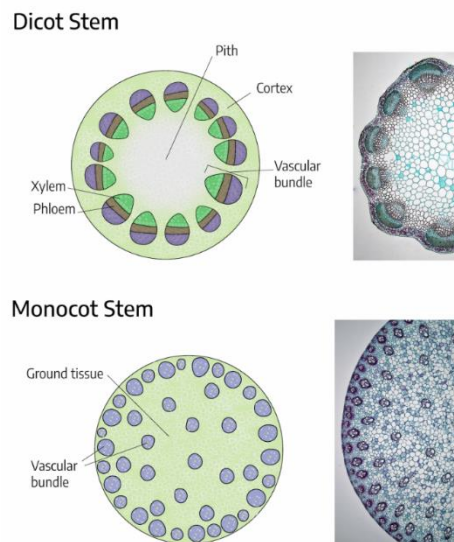 Dicot Stem
Pith
Cortex
Vascular
bundle
Xylem
Phloem
Monocot Stem
Ground tissue
Vascular
bundle